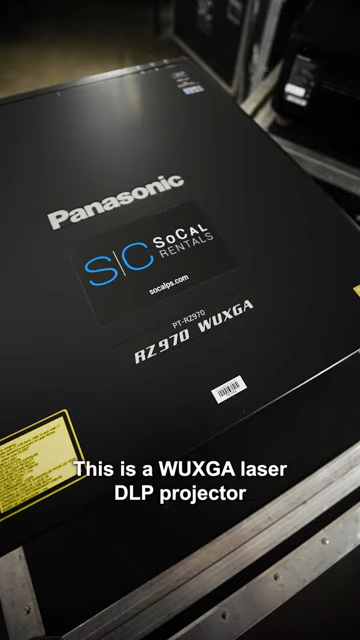 Panasonic
S|C SoCAL
RENTALS
socalps.com
PT-RZ970
RZ970 WUXGA
This is a WUXGA laser
DLP projector